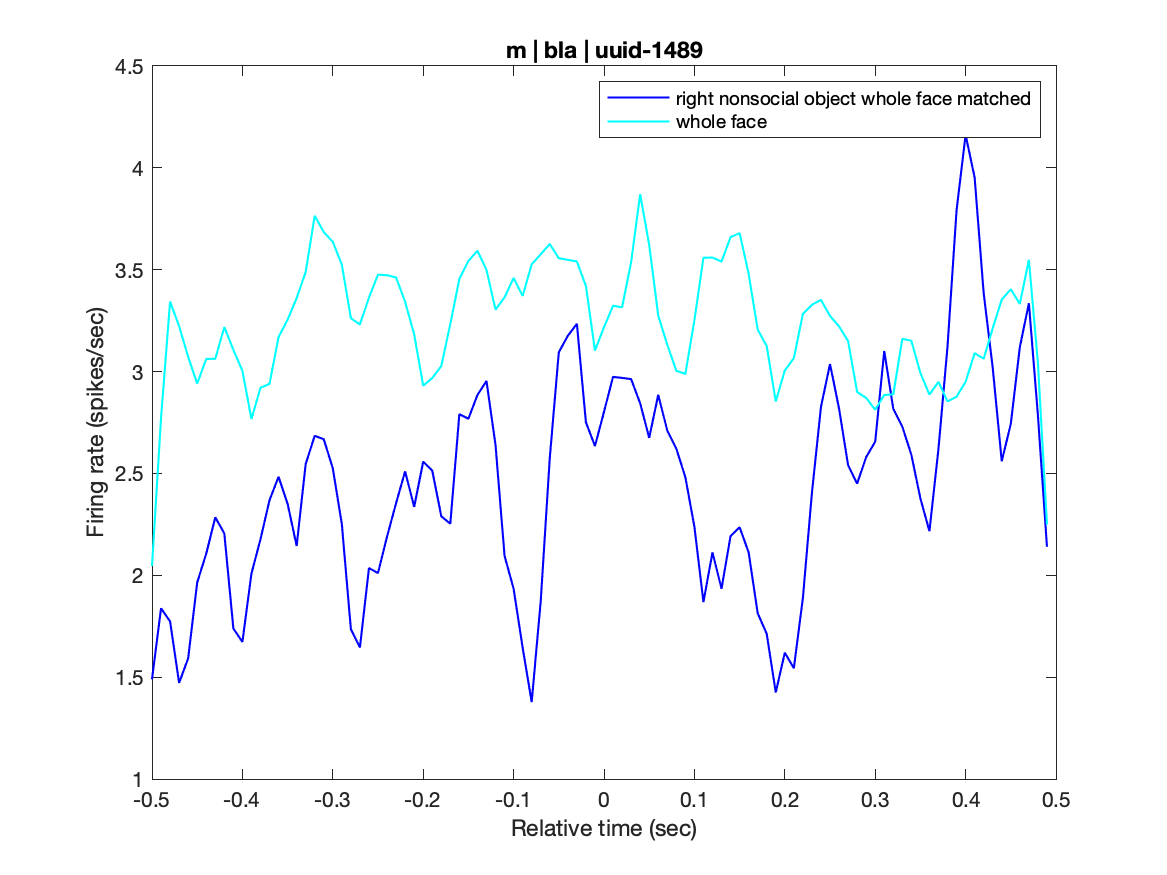 m | bla | uuid-1489
right nonsocial object whole face matched
whole face
Firing rate (spikes/sec)
4.5
4
3.5
3
2.5
2
1.5
1
-0.5 -0.4 -0.3 -0.2 -0.1 0 0.1 0.2 0.3 0.4 0.5
Relative time (sec)